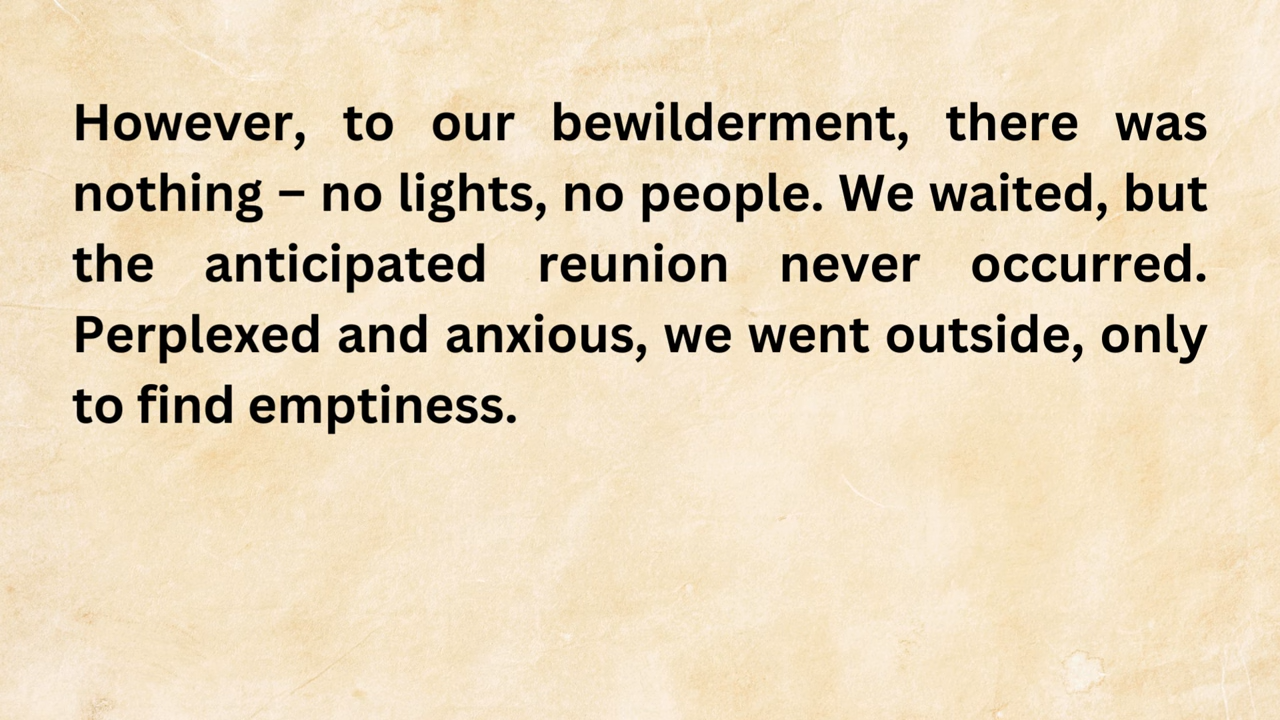 However, to our bewilderment, there was
nothing – no lights, no people. We waited, but
the anticipated reunion never occurred.
Perplexed and anxious, we went outside, only
to find emptiness.